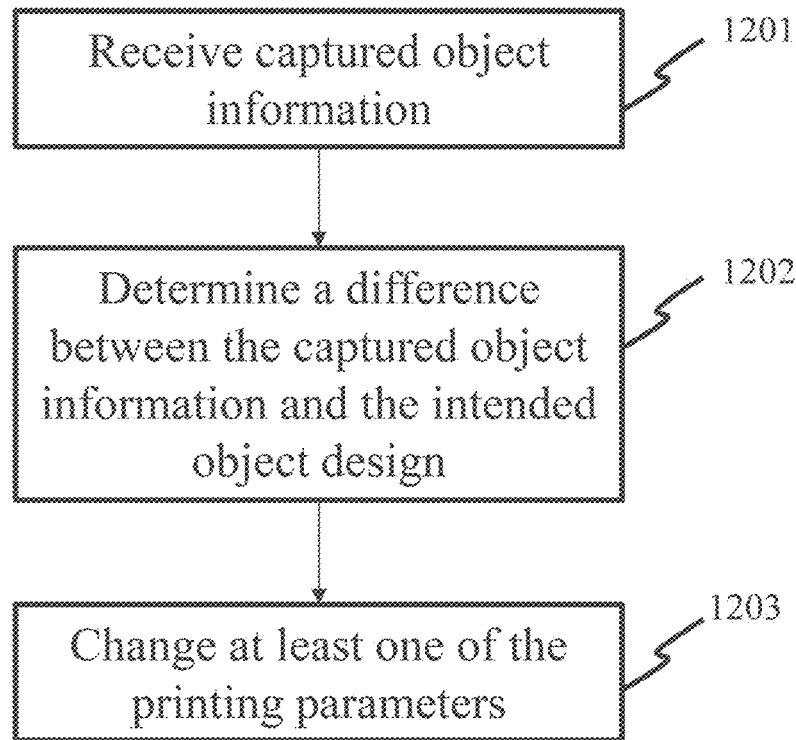 Receive captured object
information
1201
Determine a difference
between the captured object
information and the intended
object design
1202
Change at least one of the
printing parameters
1203